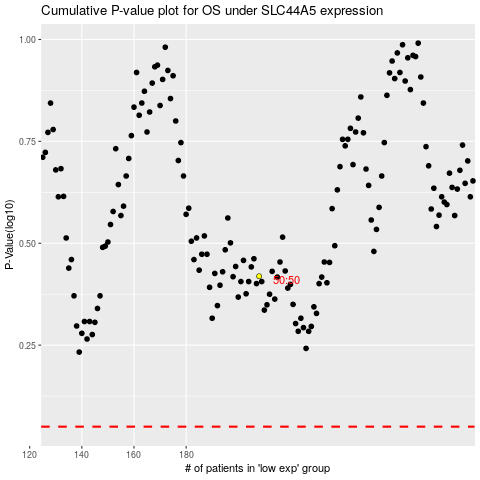 Cumulative P-value plot for OS under SLC44A5 expression
1.00
0.75
0.50
0.25
P-Value(log10)
50:50
120 140 160 180
# of patients in 'low exp' group